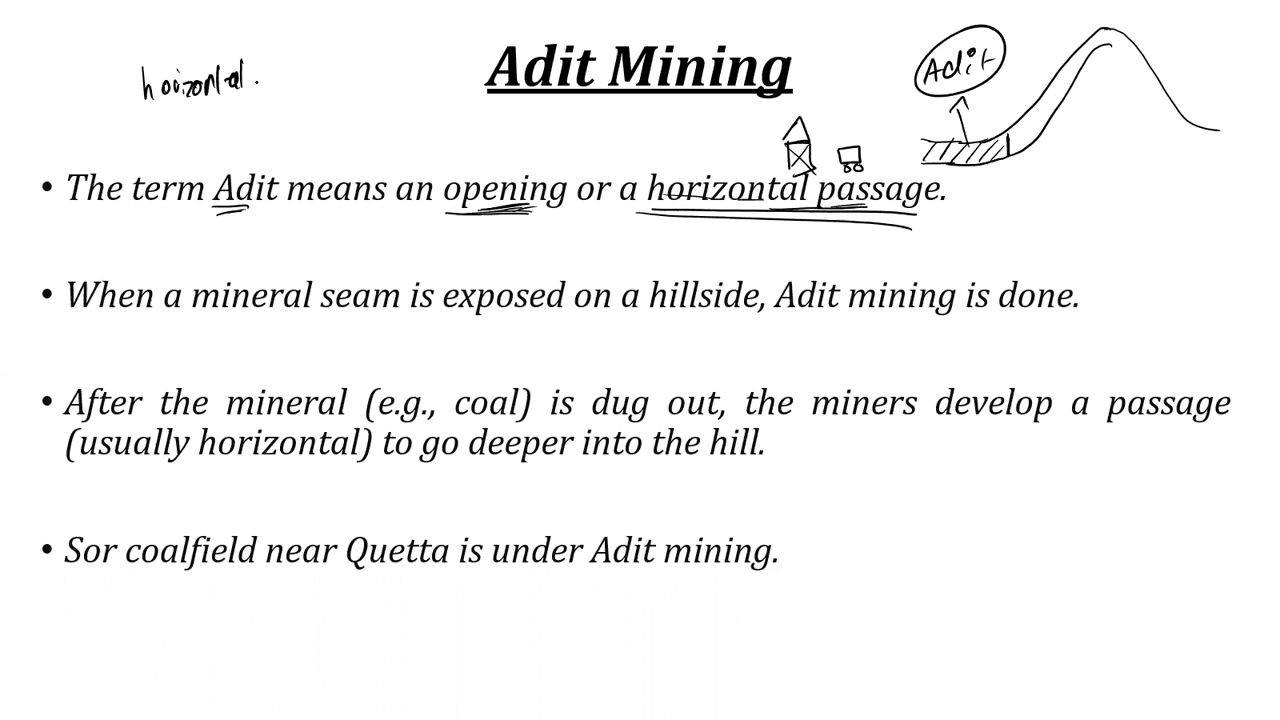 horizontal.
Adit Mining
Adit
• The term Adit means an opening or a horizontal passage.
• When a mineral seam is exposed on a hillside, Adit mining is done.
• After the mineral (e.g., coal) is dug out, the miners develop a passage
(usually horizontal) to go deeper into the hill.
• Sor coalfield near Quetta is under Adit mining.